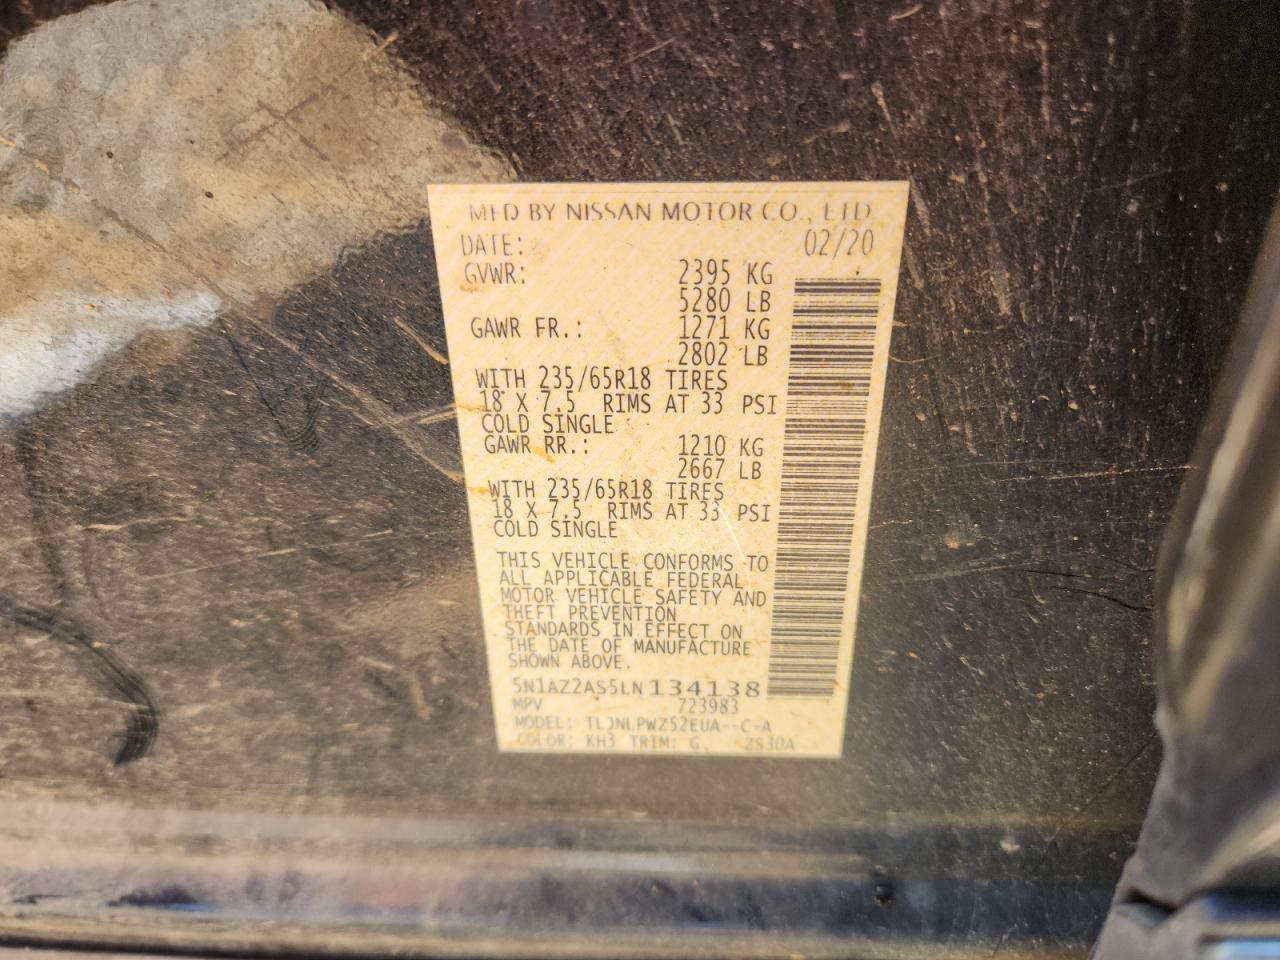 MFD BY NISSAN MOTOR CO., LTD.
DATE: 02/20
GVWR: 2395 KG
5280 LB
GAWR FR.: 1271 KG
2802 LB
WITH 235/65R18 TIRES
18 X 7.5 RIMS AT 33 PSI
COLD SINGLE
GAWR RR.: 1210 KG
2667 LB
WITH 235/65R18 TIRES
18 X 7.5 RIMS AT 33 PSI
COLD SINGLE
THIS VEHICLE CONFORMS TO
ALL APPLICABLE FEDERAL
MOTOR VEHICLE SAFETY AND
THEFT PREVENTION
STANDARDS IN EFFECT ON
THE DATE OF MANUFACTURE
SHOWN ABOVE.
5N1AZ2AS5LN134138
MPV 723983
MODEL: TLJNLPWZ52EUA--C-A
COLOR: KH3 TRIM: G 2S30A